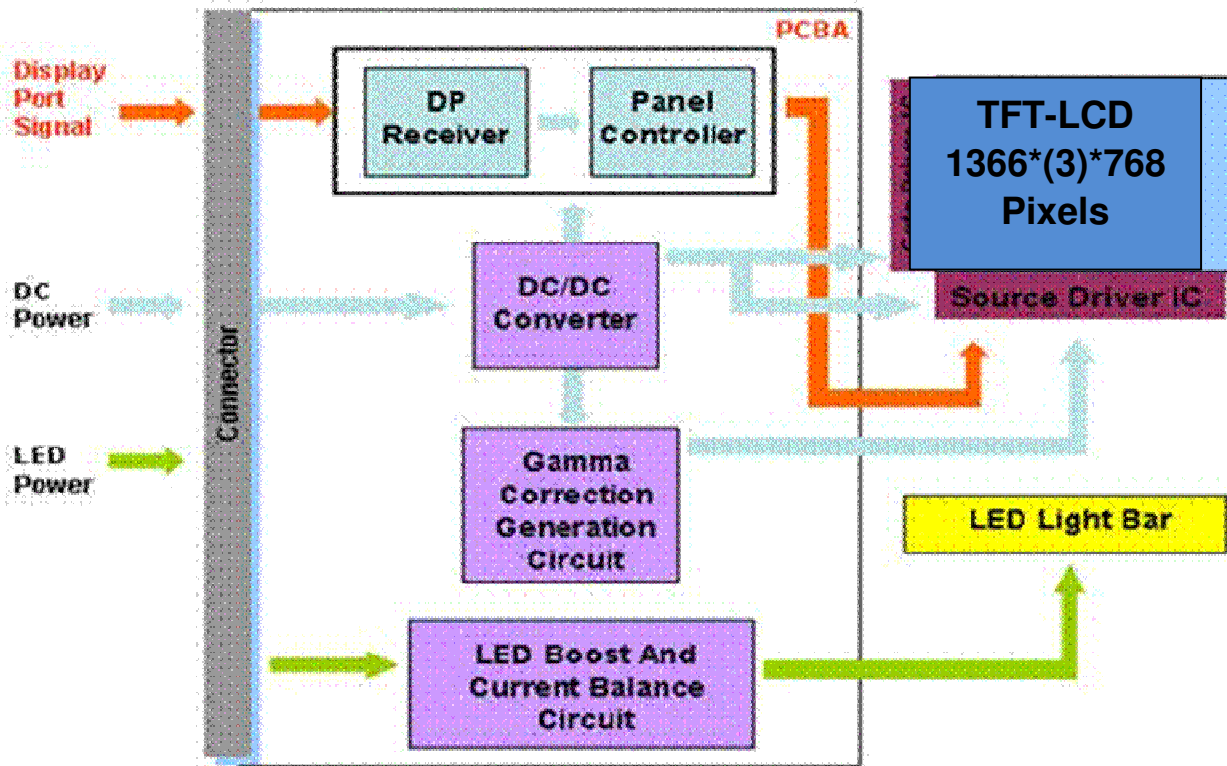 PCBA
Display
Port
Signal
DP
Receiver
Panel
Controller
TFT-LCD
1366*(3)*768
Pixels
DC
Power
DC/DC
Converter
Source Driver IC
Connector
LED
Power
Gamma
Correction
Generation
Circuit
LED Light Bar
LED Boost And
Current Balance
Circuit